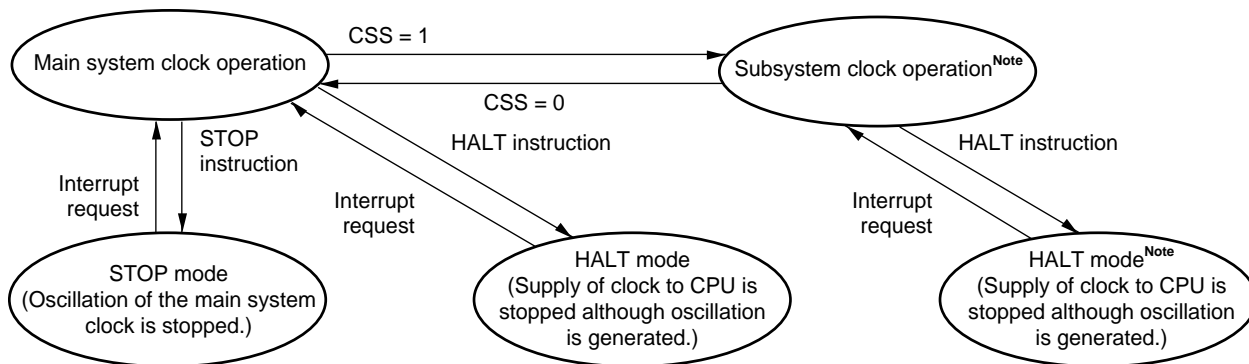 CSS = 1
Main system clock operation
Subsystem clock operationNote
CSS = 0
STOP
instruction
HALT instruction
HALT instruction
Interrupt
request
Interrupt
request
Interrupt
request
STOP mode
(Oscillation of the main system
clock is stopped.)
HALT mode
(Supply of clock to CPU is
stopped although oscillation
is generated.)
HALT modeNote
(Supply of clock to CPU is
stopped although oscillation
is generated.)